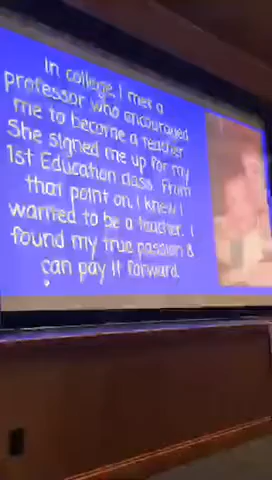 In college, I met a
professor who encouraged
me to become a teacher
She signed me up for my
1st Education class. From
that point on, I knew I
wanted to be a teacher. I
found my true passion &
can pay it forward.